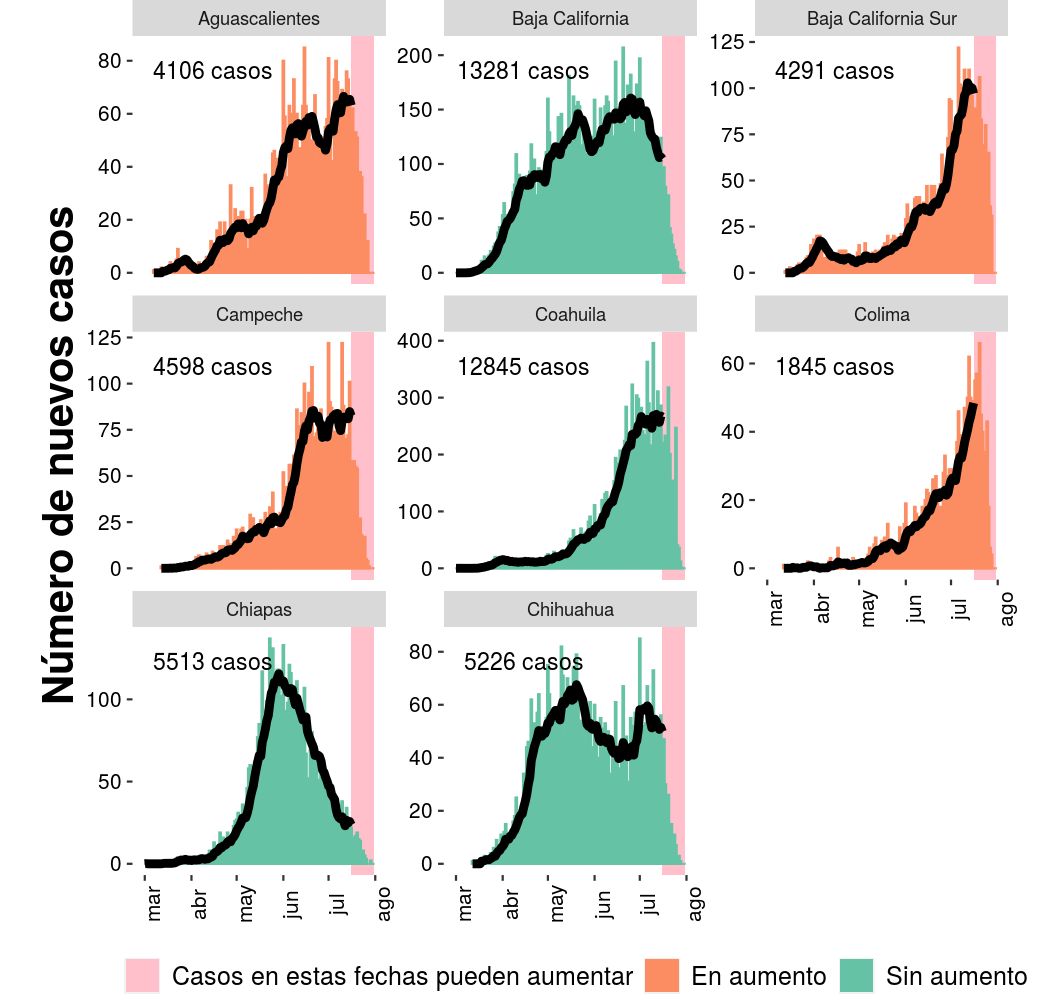 Número de nuevos casos
Aguascalientes
4106 casos
80
60
40
20
0
Baja California
13281 casos
200
150
100
50
0
Baja California Sur
4291 casos
125
100
75
50
25
0
Campeche
4598 casos
125
100
75
50
25
0
Coahuila
12845 casos
400
300
200
100
0
Colima
1845 casos
60
40
20
0
mar abr may jun jul ago
Chiapas
5513 casos
100
50
0
mar abr may jun jul ago
Chihuahua
5226 casos
80
60
40
20
0
mar abr may jun jul ago
Casos en estas fechas pueden aumentar En aumento Sin aumento